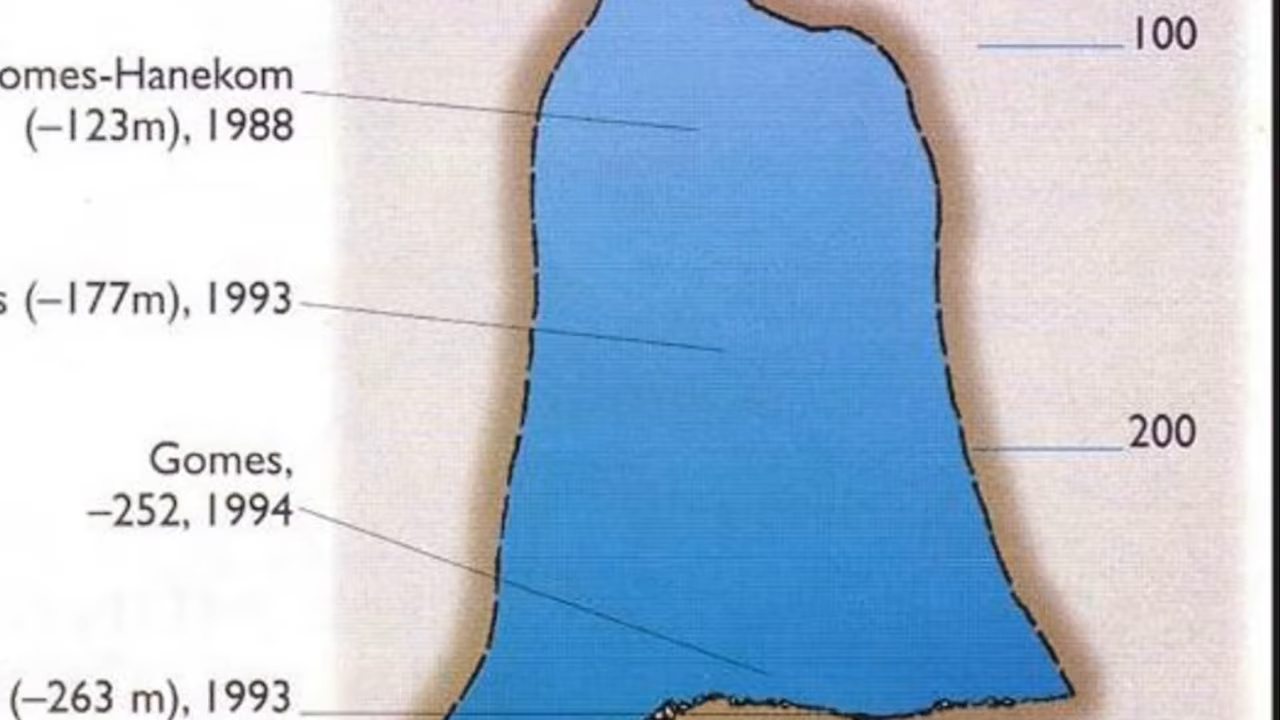 100
omes-Hanekom
(–123m), 1988
s (–177m), 1993
200
Gomes,
–252, 1994
(–263 m), 1993